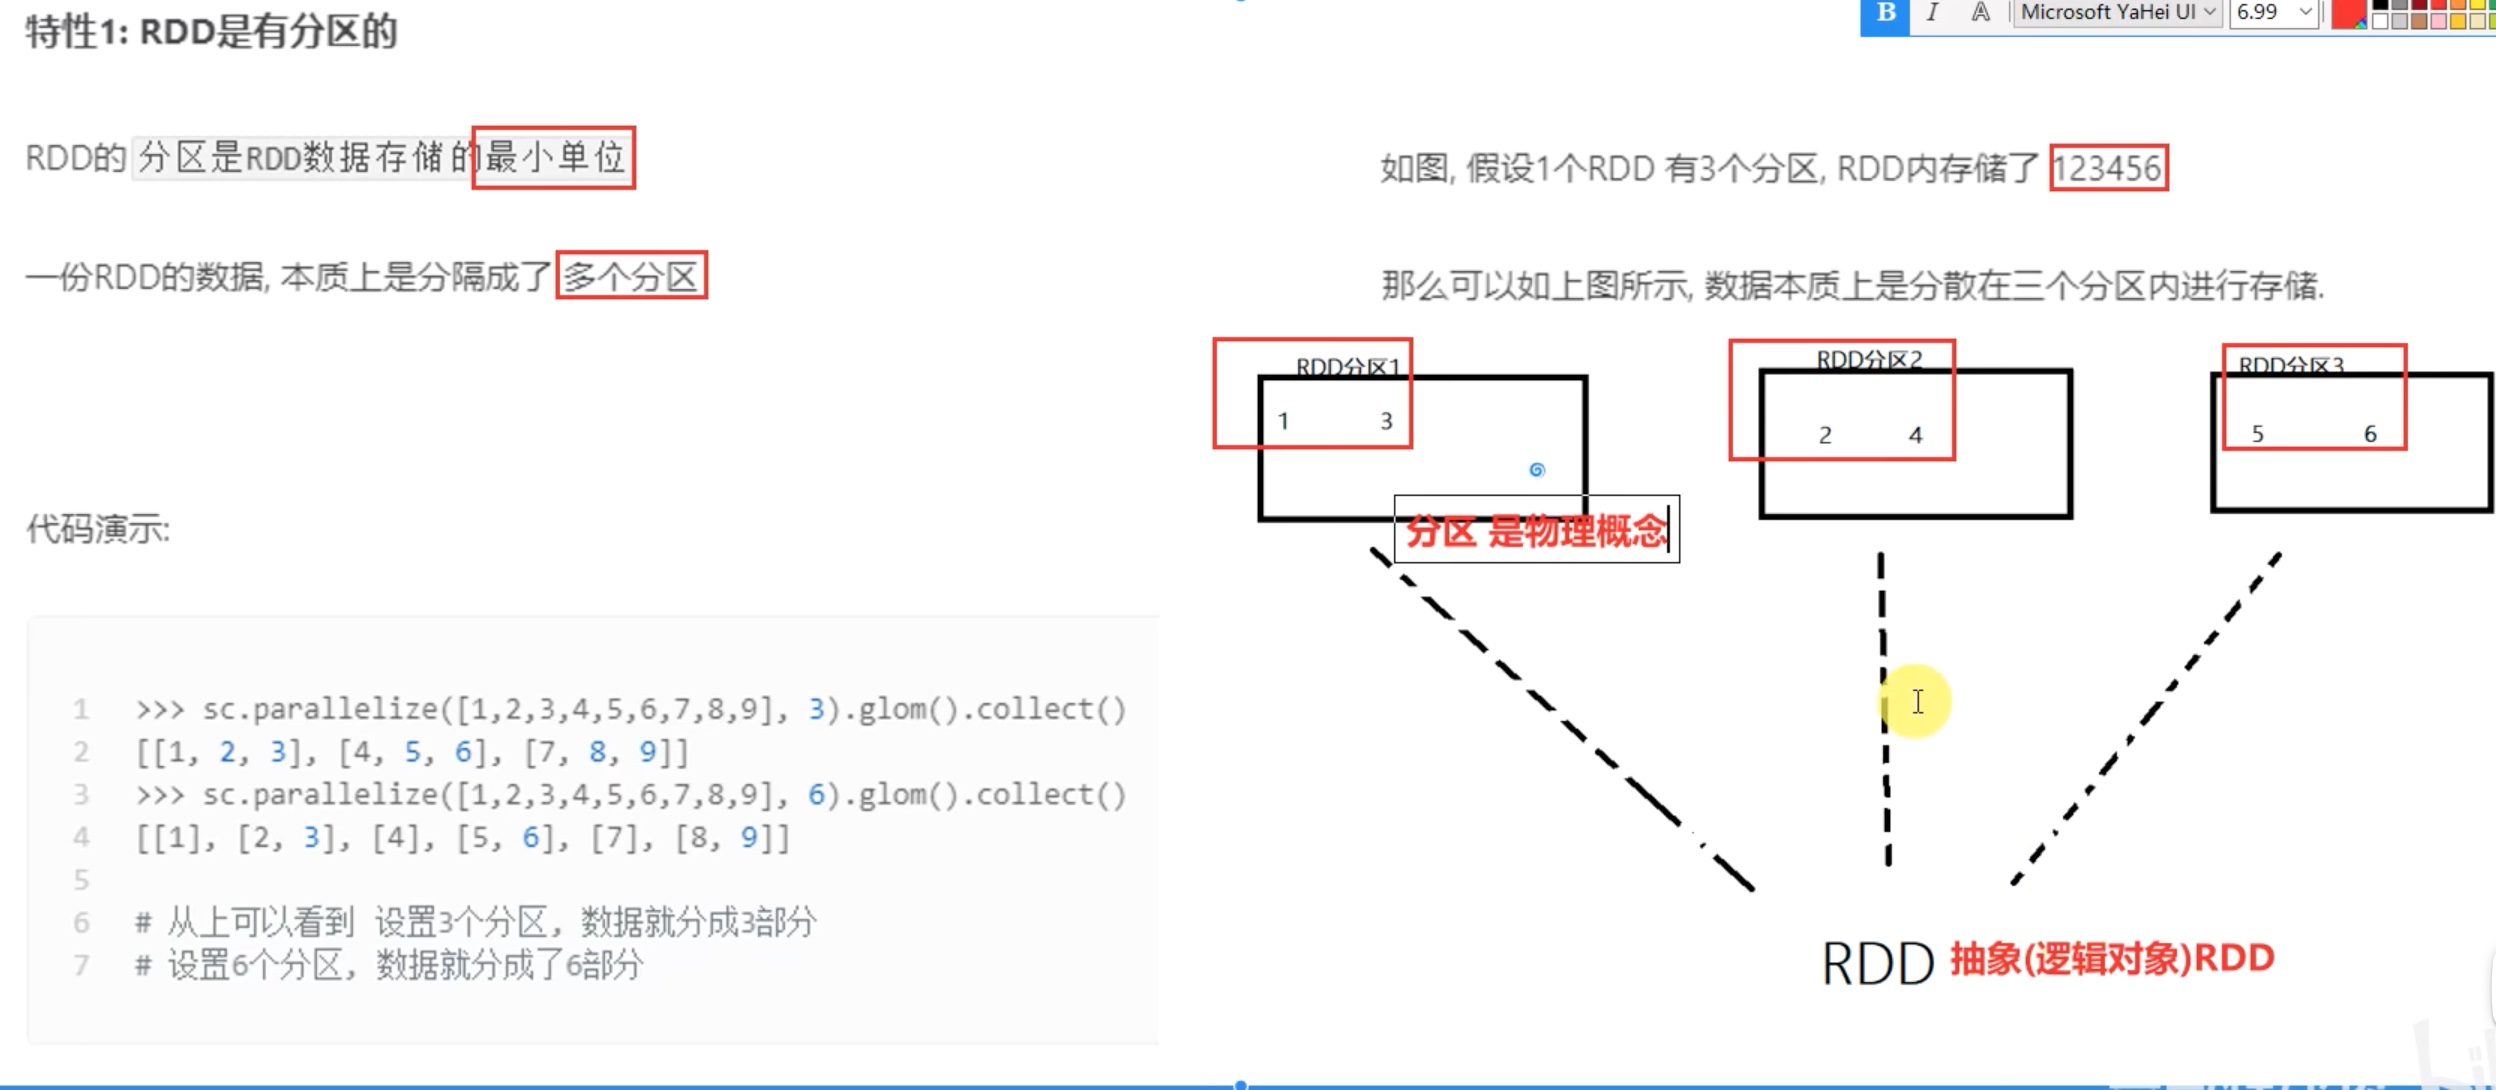 特性1: RDD是有分区的
B I A Microsoft YaHei UI 6.99
RDD的 分区是RDD数据存储的最小单位
一份RDD的数据, 本质上是分隔成了 多个分区
如图, 假设1个RDD 有3个分区, RDD内存储了 123456
那么可以如上图所示, 数据本质上是分散在三个分区内进行存储.
RDD分区1
1 3
RDD分区2
2 4
RDD分区3
5 6
分区 是物理概念
代码演示:
1 >>> sc.parallelize([1,2,3,4,5,6,7,8,9], 3).glom().collect()
2 [[1, 2, 3], [4, 5, 6], [7, 8, 9]]
3 >>> sc.parallelize([1,2,3,4,5,6,7,8,9], 6).glom().collect()
4 [[1], [2, 3], [4], [5, 6], [7], [8, 9]]
5
6 # 从上可以看到 设置3个分区, 数据就分成3部分
7 # 设置6个分区, 数据就分成了6部分
RDD 抽象(逻辑对象)RDD